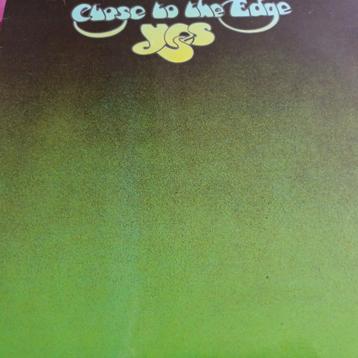 Close to the Edge
YES